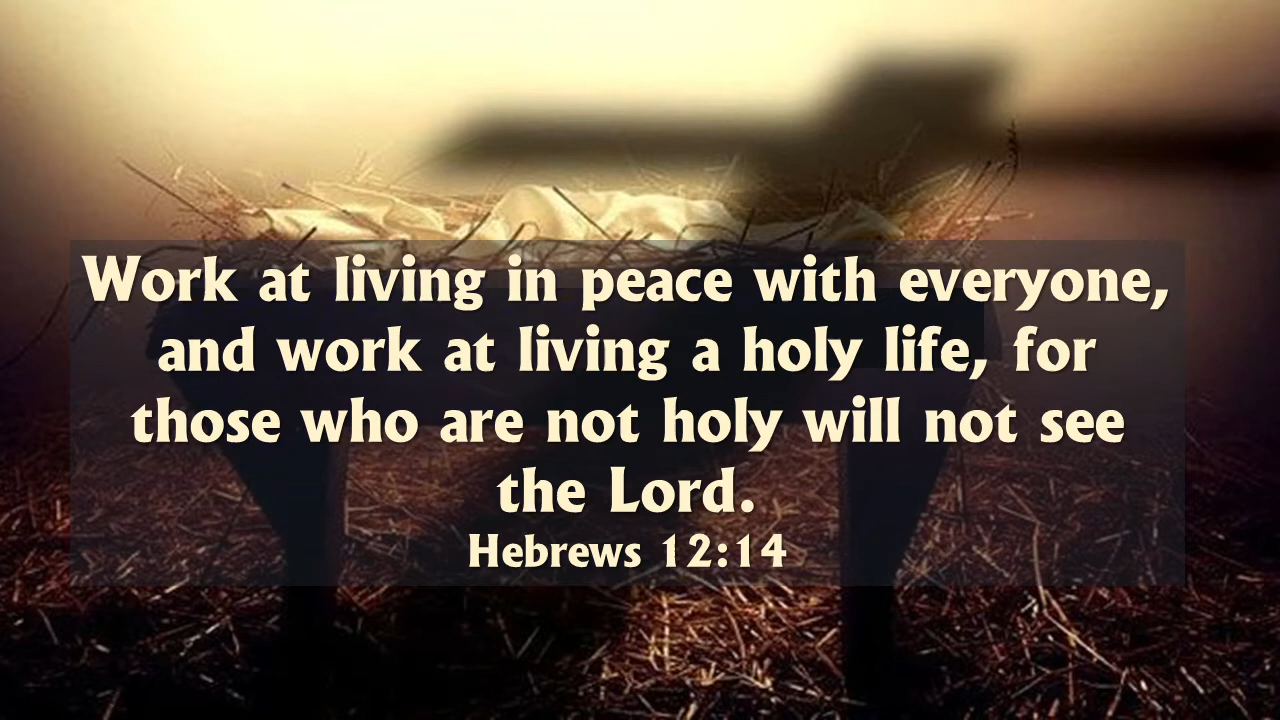 Work at living in peace with everyone,
and work at living a holy life, for
those who are not holy will not see
the Lord.
Hebrews 12:14